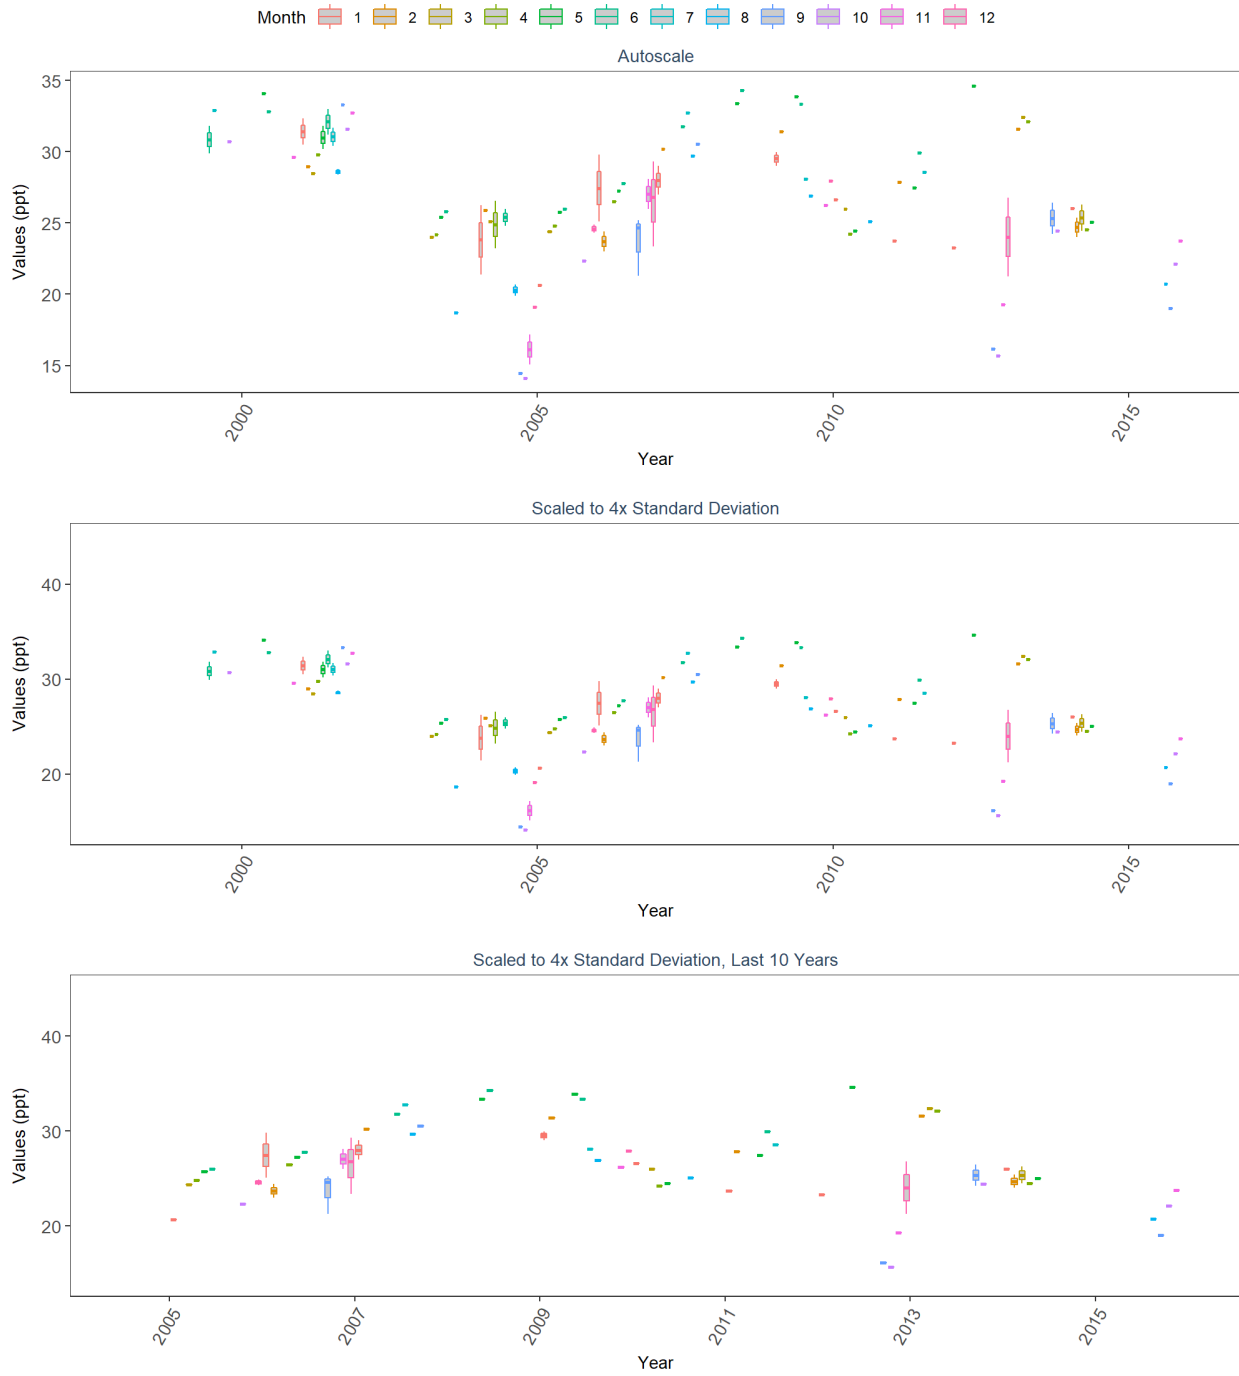 Month 1 2 3 4 5 6 7 8 9 10 11 12
Autoscale
Values (ppt)
35
30
25
20
15
2000 2005 2010 2015
Year
Scaled to 4x Standard Deviation
Values (ppt)
40
30
20
2000 2005 2010 2015
Year
Scaled to 4x Standard Deviation, Last 10 Years
Values (ppt)
40
30
20
2005 2007 2009 2011 2013 2015
Year